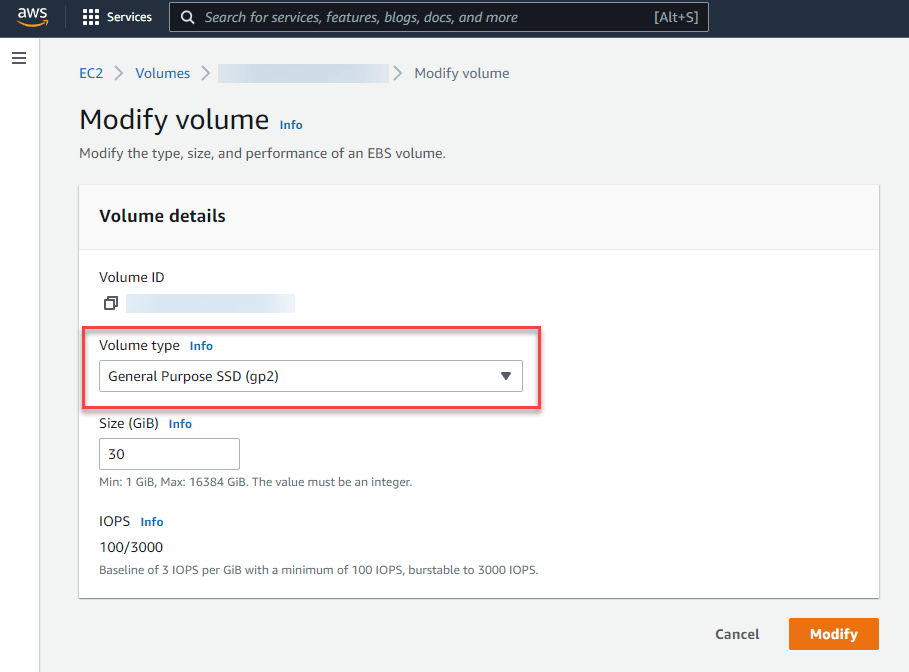 aws Services Search for services, features, blogs, docs, and more [Alt+S]
EC2 Volumes Modify volume
Modify volume Info
Modify the type, size, and performance of an EBS volume.
Volume details
Volume ID
Volume type Info
General Purpose SSD (gp2)
Size (GiB) Info
30
Min: 1 GiB, Max: 16384 GiB. The value must be an integer.
IOPS Info
100/3000
Baseline of 3 IOPS per GiB with a minimum of 100 IOPS, burstable to 3000 IOPS.
Cancel Modify